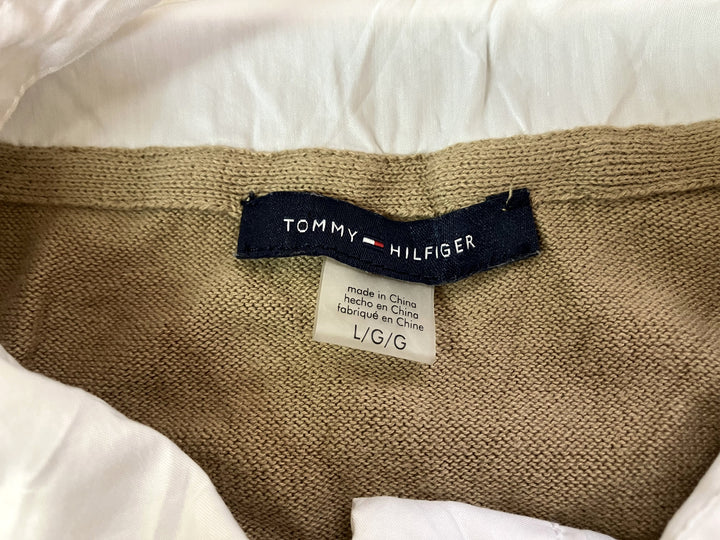 TOMMY HILFIGER
made in China
hecho en China
fabriqué en Chine
L/G/G